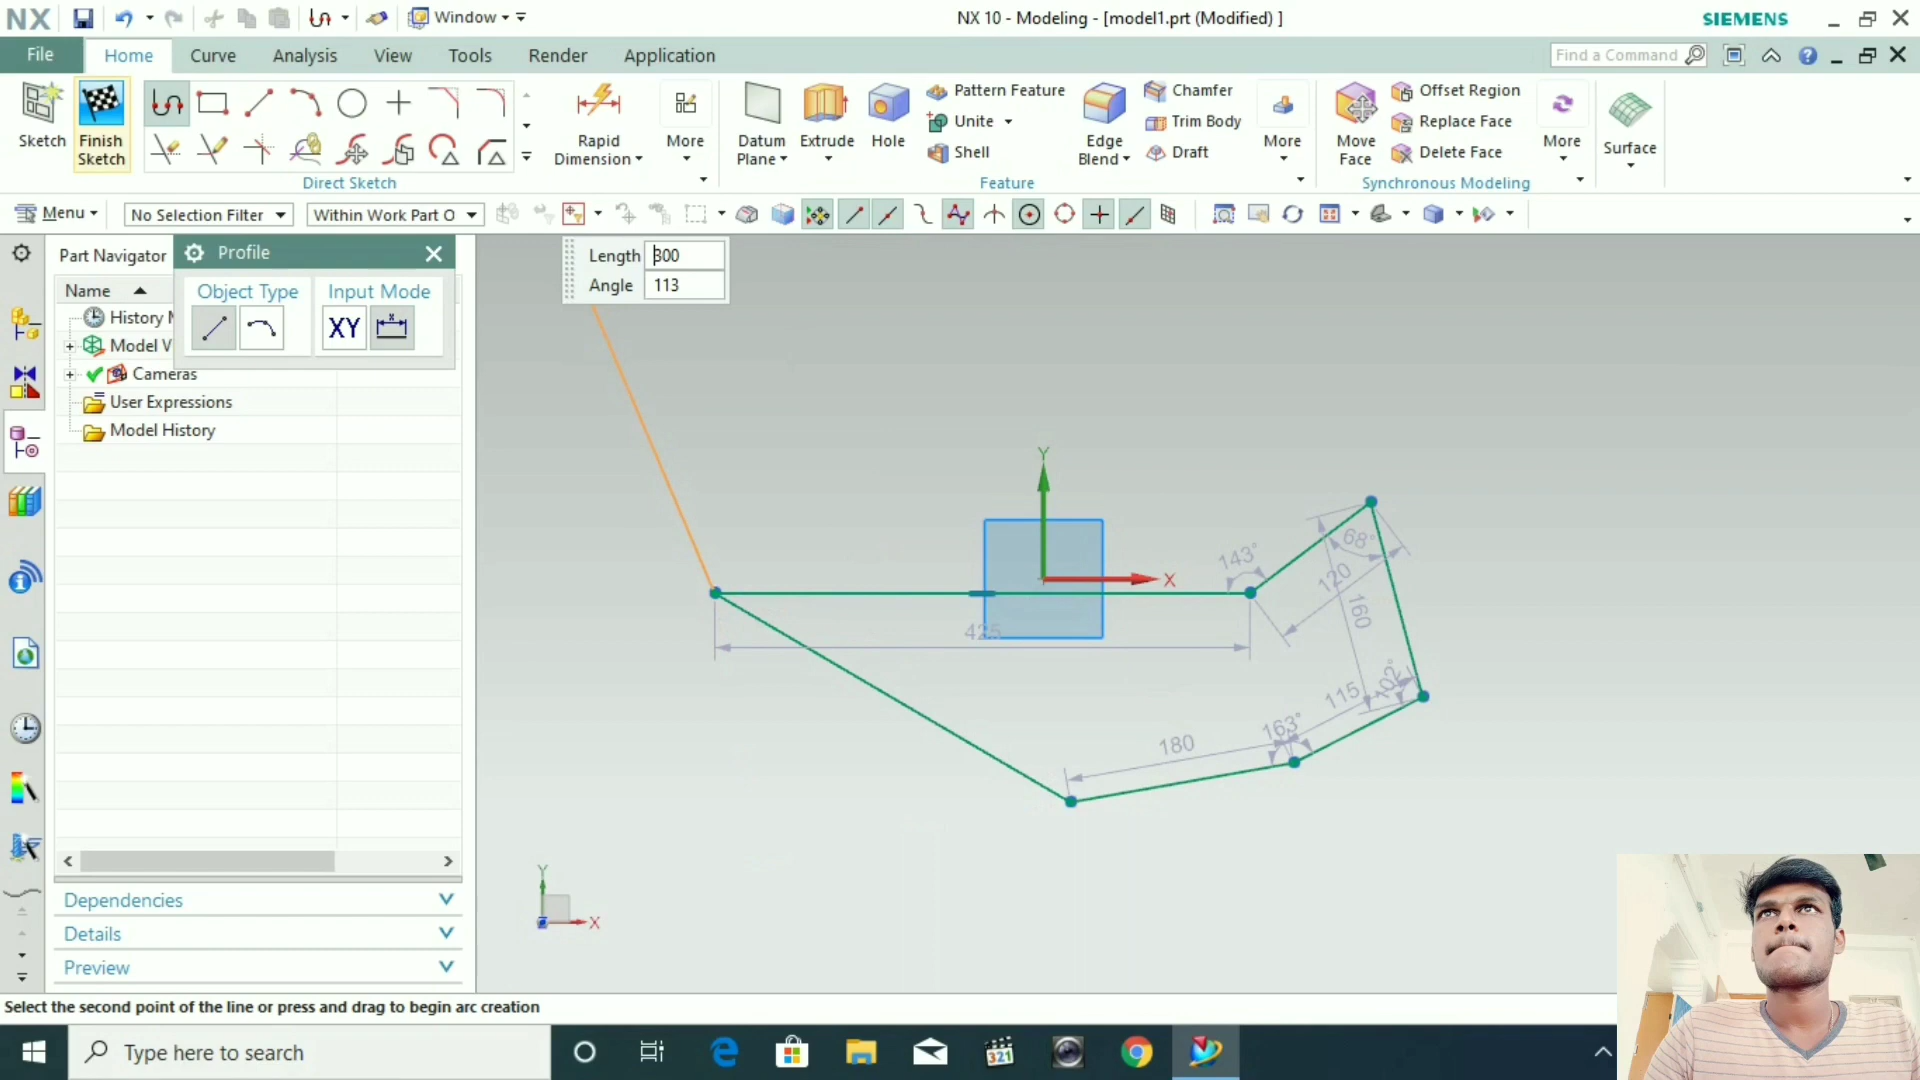 NX
Window
NX 10 - Modeling - [model1.prt (Modified) ]
SIEMENS
File
Home
Curve
Analysis
View
Tools
Render
Application
Find a Command
Sketch
Finish Sketch
Direct Sketch
Rapid Dimension
More
Datum Plane
Extrude
Hole
Pattern Feature
Unite
Shell
Feature
Edge Blend
Chamfer
Trim Body
Draft
More
Move Face
Offset Region
Replace Face
Delete Face
Synchronous Modeling
More
Surface
Menu
No Selection Filter
Within Work Part O
Part Navigator
Profile
Length 300
Angle 113
Name
Object Type
Input Mode
XY
History M
Model V
Cameras
User Expressions
Model History
Y
X
143°
68°
120
160
425
102°
115
163°
180
Y
X
Dependencies
Details
Preview
Select the second point of the line or press and drag to begin arc creation
Type here to search
321